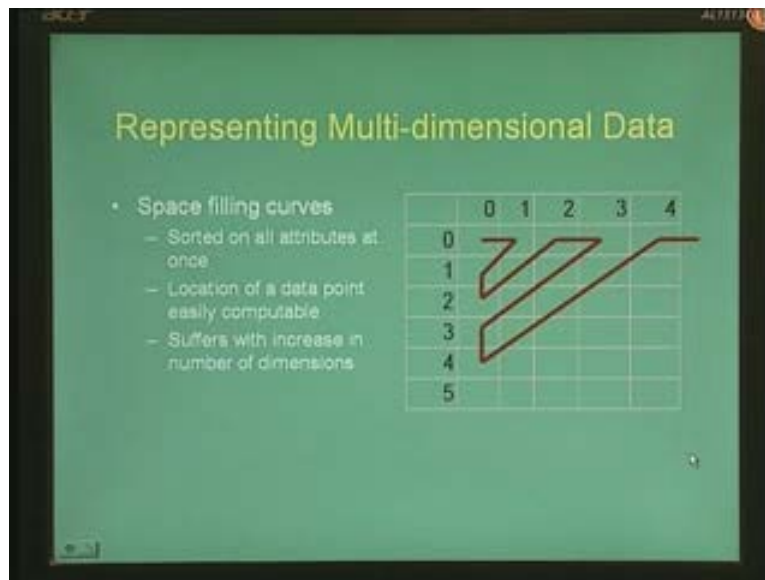 acer
Representing Multi-dimensional Data
• Space filling curves
– Sorted on all attributes at
once
– Location of a data point
easily computable
– Suffers with increase in
number of dimensions
0 1 2 3 4
0
1
2
3
4
5